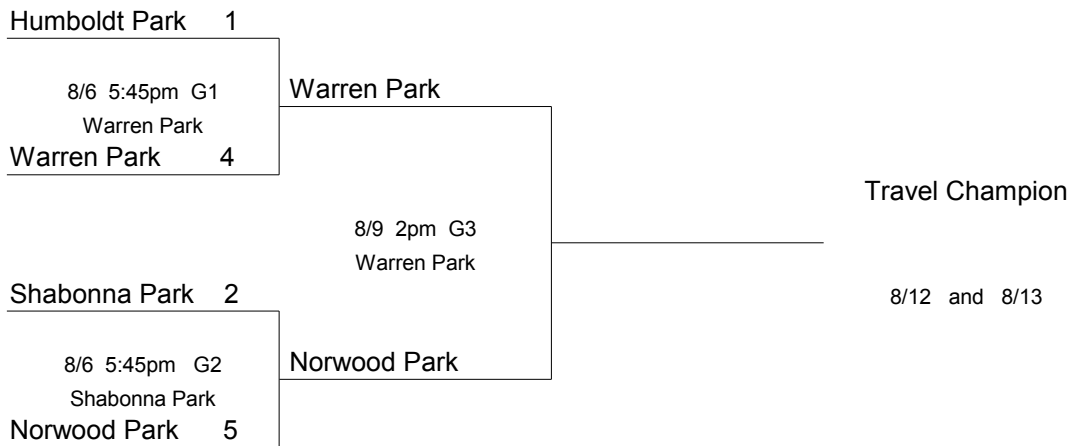 Humboldt Park 1
8/6 5:45pm G1
Warren Park
Warren Park
Warren Park 4
Travel Champion
8/9 2pm G3
Warren Park
Shabonna Park 2
8/12 and 8/13
8/6 5:45pm G2
Norwood Park
Shabonna Park
Norwood Park 5